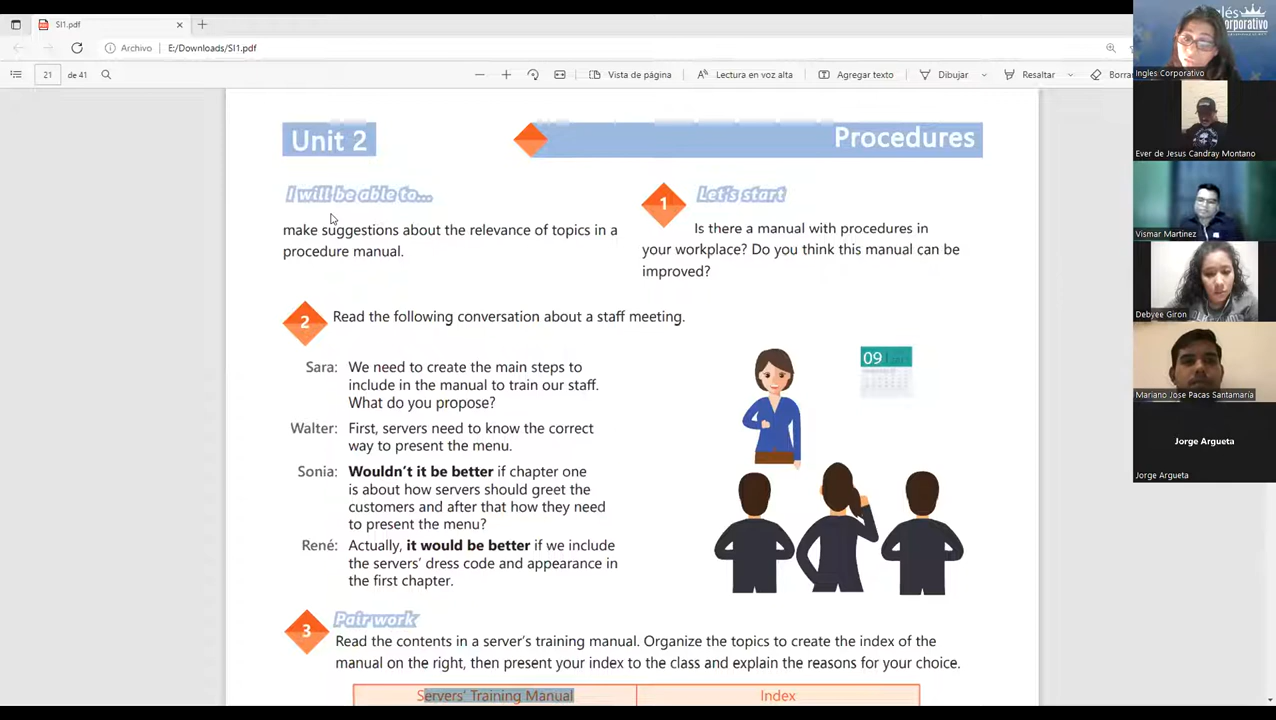 SI1.pdf
Archivo
E:/Downloads/SI1.pdf
21
de 41
Vista de página
Lectura en voz alta
Agregar texto
Dibujar
Resaltar
Borrar
Unit 2
Procedures
I will be able to...
make suggestions about the relevance of topics in a
procedure manual.
1
Let's start
Is there a manual with procedures in
your workplace? Do you think this manual can be
improved?
2
Read the following conversation about a staff meeting.
Sara: We need to create the main steps to
include in the manual to train our staff.
What do you propose?
Walter: First, servers need to know the correct
way to present the menu.
Sonia: Wouldn't it be better if chapter one
is about how servers should greet the
customers and after that how they need
to present the menu?
René: Actually, it would be better if we include
the servers' dress code and appearance in
the first chapter.
09
3
Pair work
Read the contents in a server's training manual. Organize the topics to create the index of the
manual on the right, then present your index to the class and explain the reasons for your choice.
Servers' Training Manual
Index
Ingles Corporativo
Ever de Jesus Candray Montano
Vismar Martinez
Debyee Giron
Mariano Jose Pacas Santamaría
Jorge Argueta
Jorge Argueta